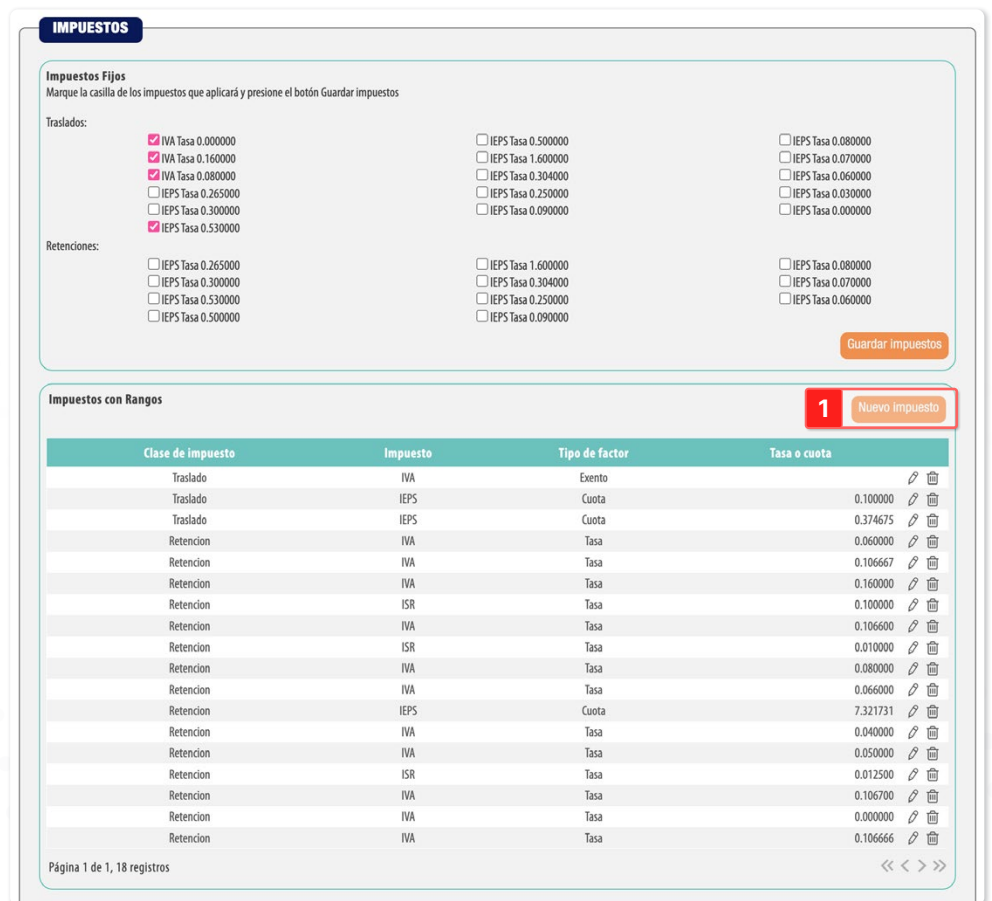 IMPUESTOS
Impuestos Fijos
Marque la casilla de los impuestos que aplicará y presione el botón Guardar impuestos
Traslados:
IVA Tasa 0.000000 IEPS Tasa 0.500000 IEPS Tasa 0.080000
IVA Tasa 0.160000 IEPS Tasa 1.600000 IEPS Tasa 0.070000
IVA Tasa 0.080000 IEPS Tasa 0.304000 IEPS Tasa 0.060000
IEPS Tasa 0.265000 IEPS Tasa 0.250000 IEPS Tasa 0.030000
IEPS Tasa 0.300000 IEPS Tasa 0.090000 IEPS Tasa 0.000000
IEPS Tasa 0.530000
Retenciones:
IEPS Tasa 0.265000 IEPS Tasa 1.600000 IEPS Tasa 0.080000
IEPS Tasa 0.300000 IEPS Tasa 0.304000 IEPS Tasa 0.070000
IEPS Tasa 0.530000 IEPS Tasa 0.250000 IEPS Tasa 0.060000
IEPS Tasa 0.500000 IEPS Tasa 0.090000
Guardar impuestos
Impuestos con Rangos 1 Nuevo impuesto
Clase de impuesto Impuesto Tipo de factor Tasa o cuota
Traslado IVA Exento
Traslado IEPS Cuota 0.100000
Traslado IEPS Cuota 0.374675
Retencion IVA Tasa 0.060000
Retencion IVA Tasa 0.106667
Retencion IVA Tasa 0.160000
Retencion ISR Tasa 0.100000
Retencion IVA Tasa 0.106600
Retencion ISR Tasa 0.010000
Retencion IVA Tasa 0.080000
Retencion IVA Tasa 0.066000
Retencion IEPS Cuota 7.321731
Retencion IVA Tasa 0.040000
Retencion IVA Tasa 0.050000
Retencion ISR Tasa 0.012500
Retencion IVA Tasa 0.106700
Retencion IVA Tasa 0.000000
Retencion IVA Tasa 0.106666
Página 1 de 1, 18 registros